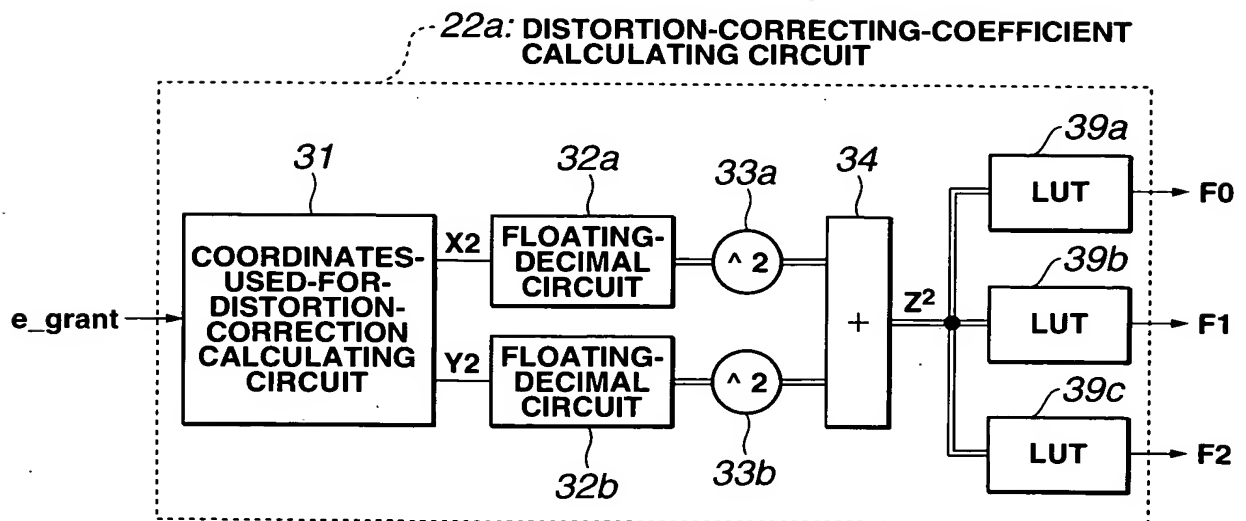 22a: DISTORTION-CORRECTING-COEFFICIENT
CALCULATING CIRCUIT
31
32a
33a
34
39a
LUT
F0
COORDINATES-
USED-FOR-
DISTORTION-
CORRECTION
CALCULATING
CIRCUIT
e_grant
X2
FLOATING-
DECIMAL
CIRCUIT
^ 2
+
Z²
39b
LUT
F1
Y2
FLOATING-
DECIMAL
CIRCUIT
^ 2
32b
33b
39c
LUT
F2